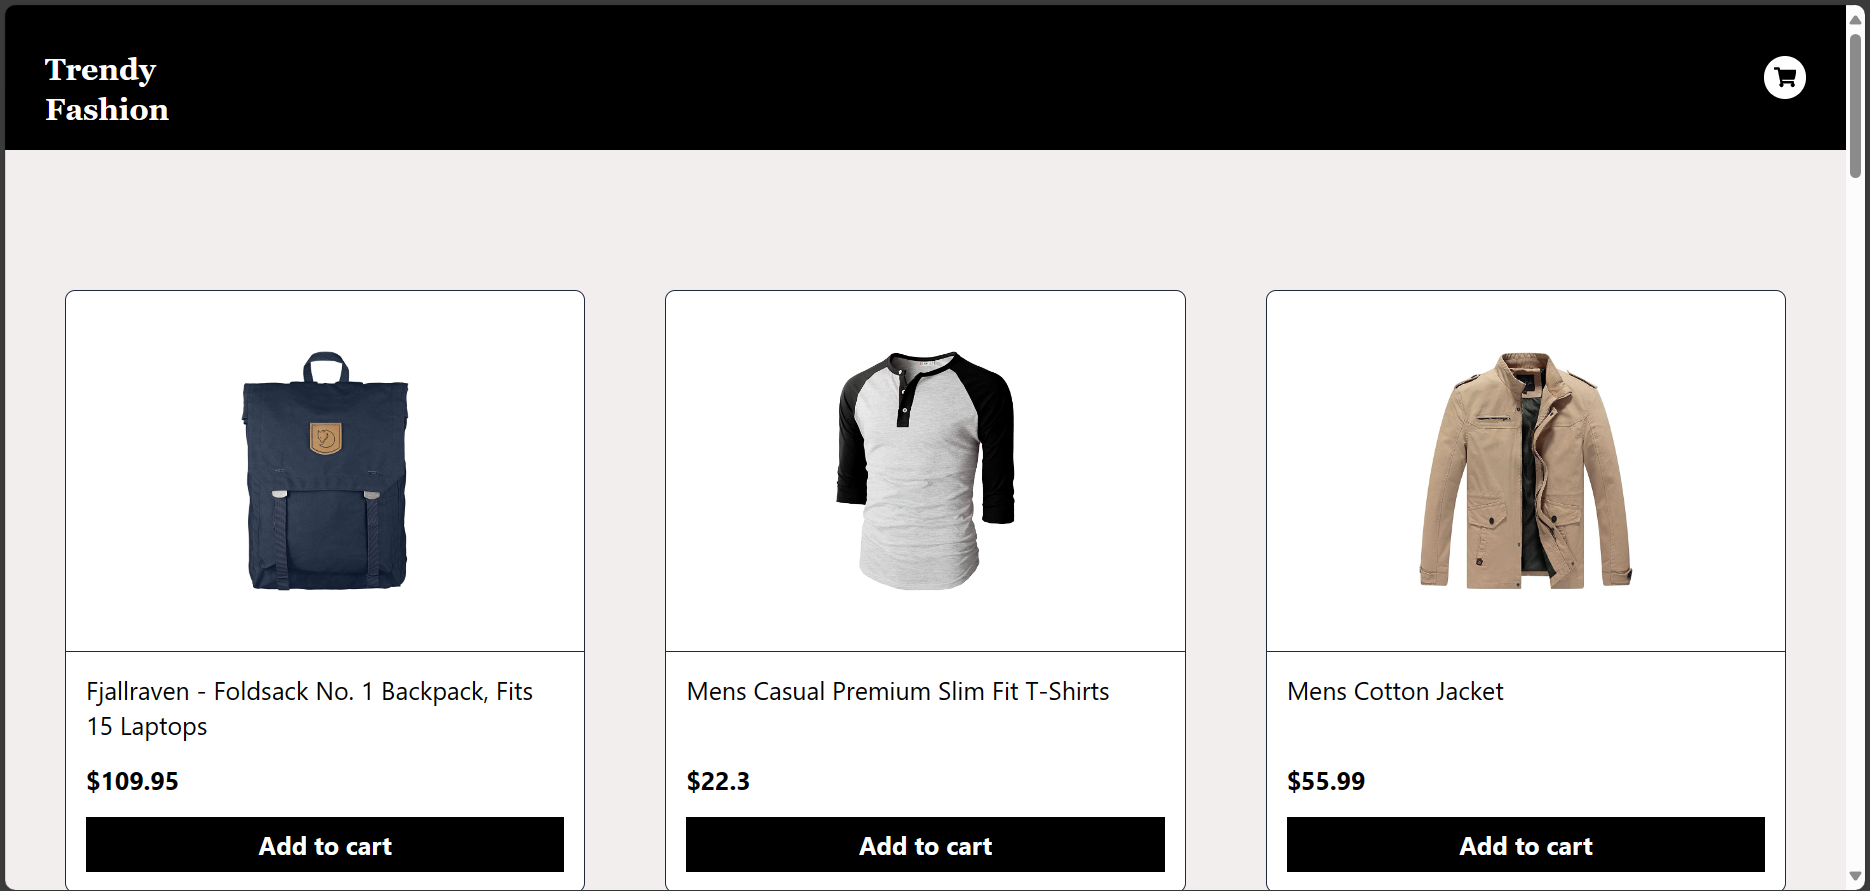 Trendy
Fashion
Fjallraven - Foldsack No. 1 Backpack, Fits
15 Laptops
$109.95
Add to cart
Mens Casual Premium Slim Fit T-Shirts
$22.3
Add to cart
Mens Cotton Jacket
$55.99
Add to cart